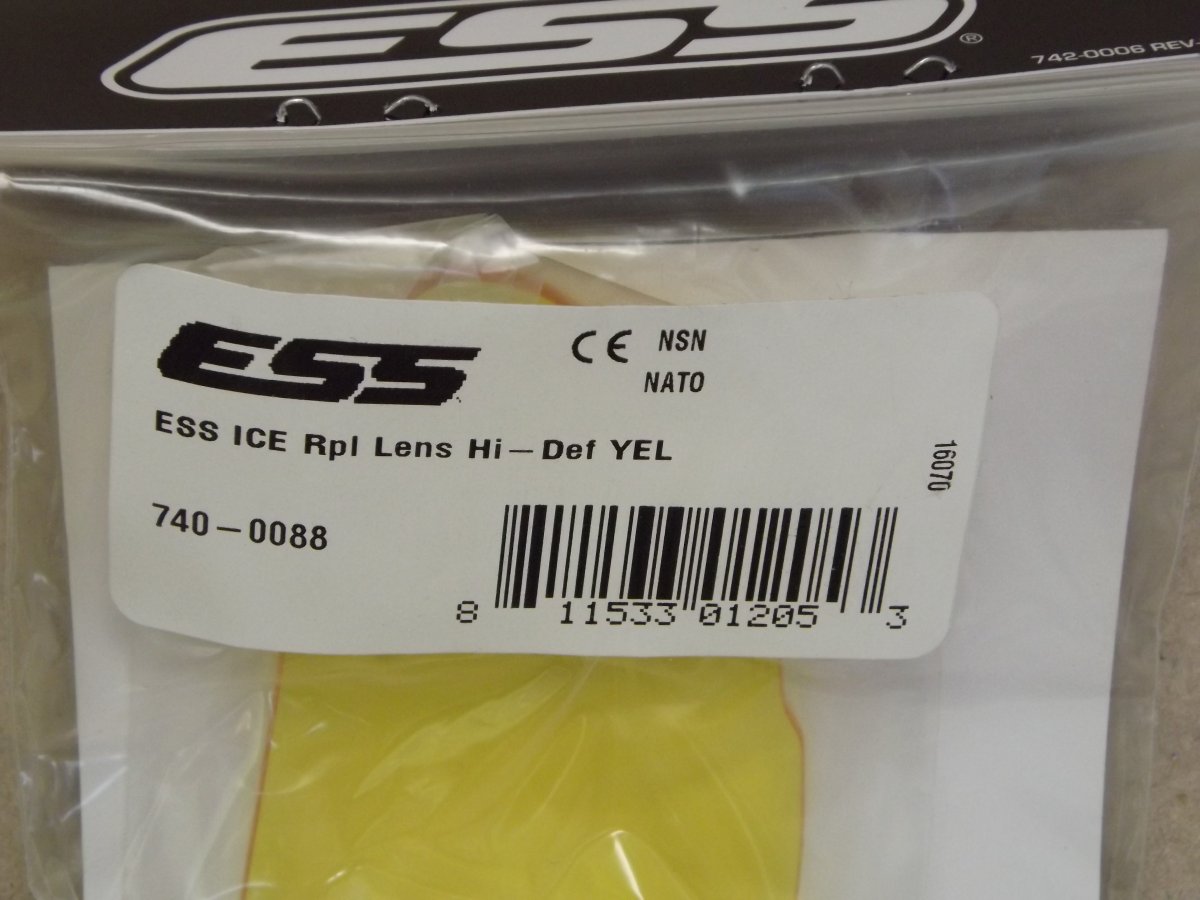 ESS®
742-0006 REV-
ESS
CE NSN
NATO
ESS ICE Rpl Lens Hi-Def YEL
16070
740-0088
8 11533 01205 3